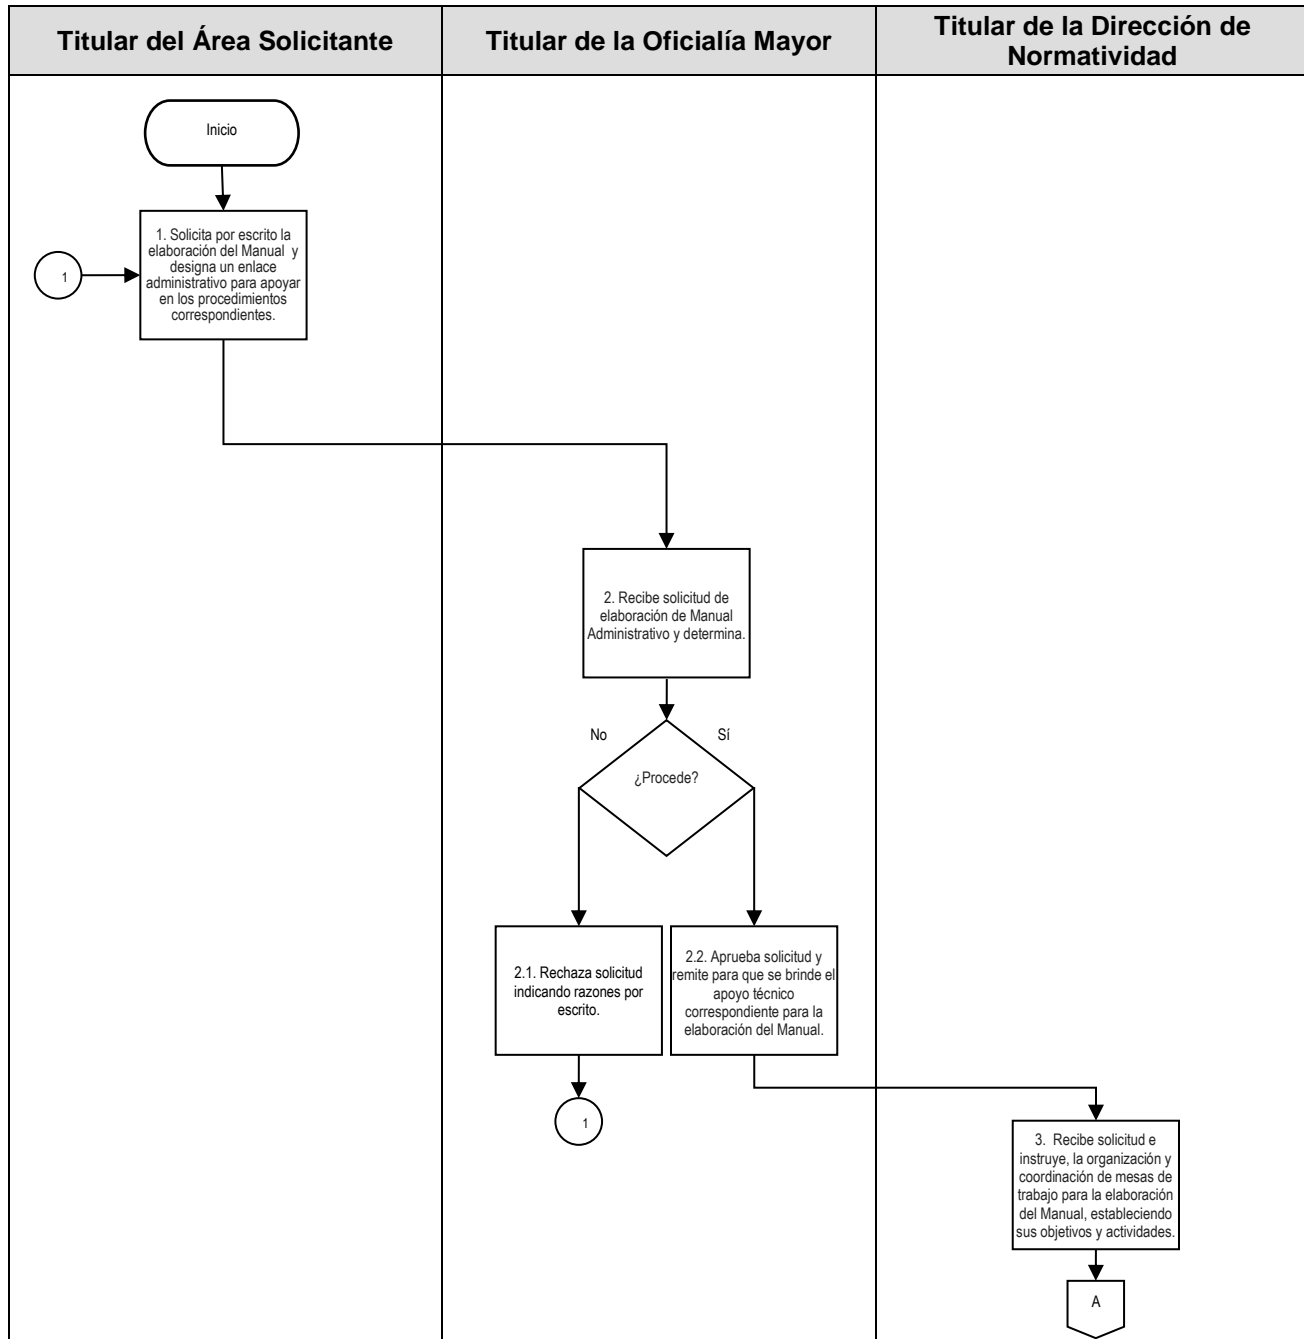 Titular del Área Solicitante
Titular de la Oficialía Mayor
Titular de la Dirección de
Normatividad
Inicio
1. Solicita por escrito la
elaboración del Manual y
designa un enlace
administrativo para apoyar
en los procedimientos
correspondientes.
1
2. Recibe solicitud de
elaboración de Manual
Administrativo y determina.
No
Sí
¿Procede?
2.1. Rechaza solicitud
indicando razones por
escrito.
2.2. Aprueba solicitud y
remite para que se brinde el
apoyo técnico
correspondiente para la
elaboración del Manual.
1
3. Recibe solicitud e
instruye, la organización y
coordinación de mesas de
trabajo para la elaboración
del Manual, estableciendo
sus objetivos y actividades.
A